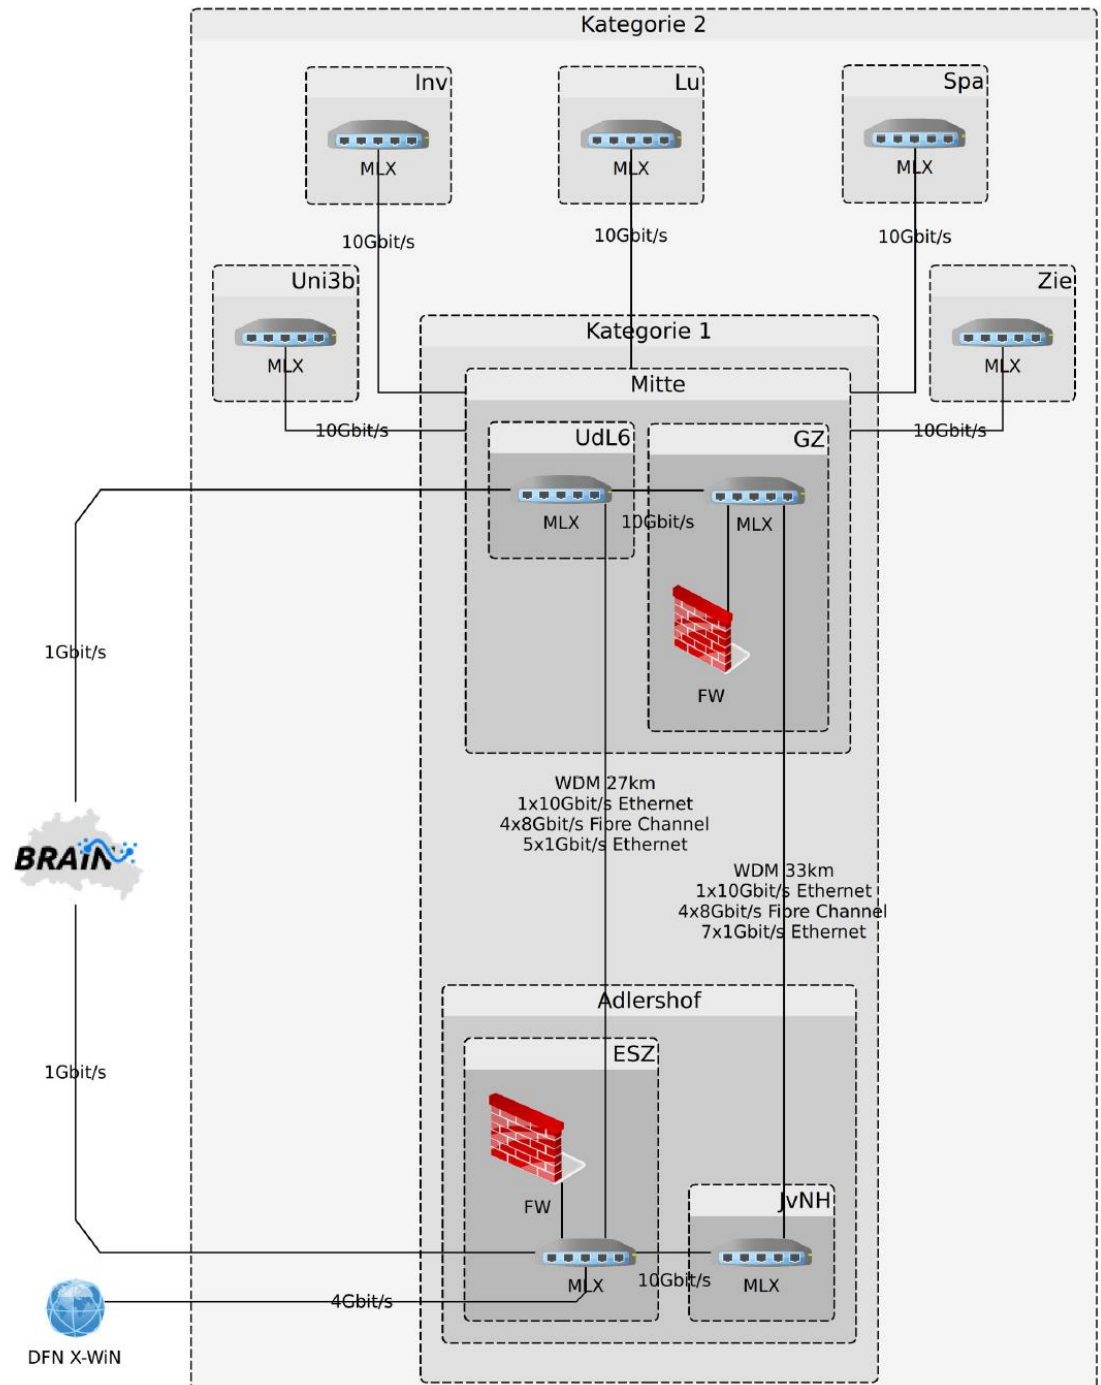 Kategorie 2
Inv
MLX
10Gbit/s
Lu
MLX
10Gbit/s
Spa
MLX
10Gbit/s
Uni3b
MLX
10Gbit/s
Zie
MLX
10Gbit/s
Kategorie 1
Mitte
UdL6
MLX
10Gbit/s
GZ
MLX
FW
1Gbit/s
WDM 27km
1x10Gbit/s Ethernet
4x8Gbit/s Fibre Channel
5x1Gbit/s Ethernet
BRAIN
WDM 33km
1x10Gbit/s Ethernet
4x8Gbit/s Fibre Channel
7x1Gbit/s Ethernet
Adlershof
ESZ
FW
MLX
1Gbit/s
10Gbit/s
JvNH
MLX
4Gbit/s
DFN X-WiN